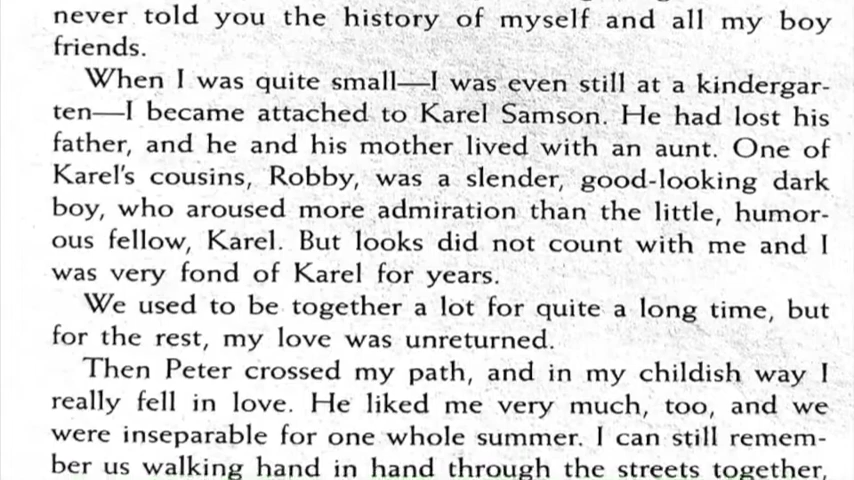 never told you the history of myself and all my boy
friends.
When I was quite small—I was even still at a kindergar-
ten—I became attached to Karel Samson. He had lost his
father, and he and his mother lived with an aunt. One of
Karel's cousins, Robby, was a slender, good-looking dark
boy, who aroused more admiration than the little, humor-
ous fellow, Karel. But looks did not count with me and I
was very fond of Karel for years.
We used to be together a lot for quite a long time, but
for the rest, my love was unreturned.
Then Peter crossed my path, and in my childish way I
really fell in love. He liked me very much, too, and we
were inseparable for one whole summer. I can still remem-
ber us walking hand in hand through the streets together,